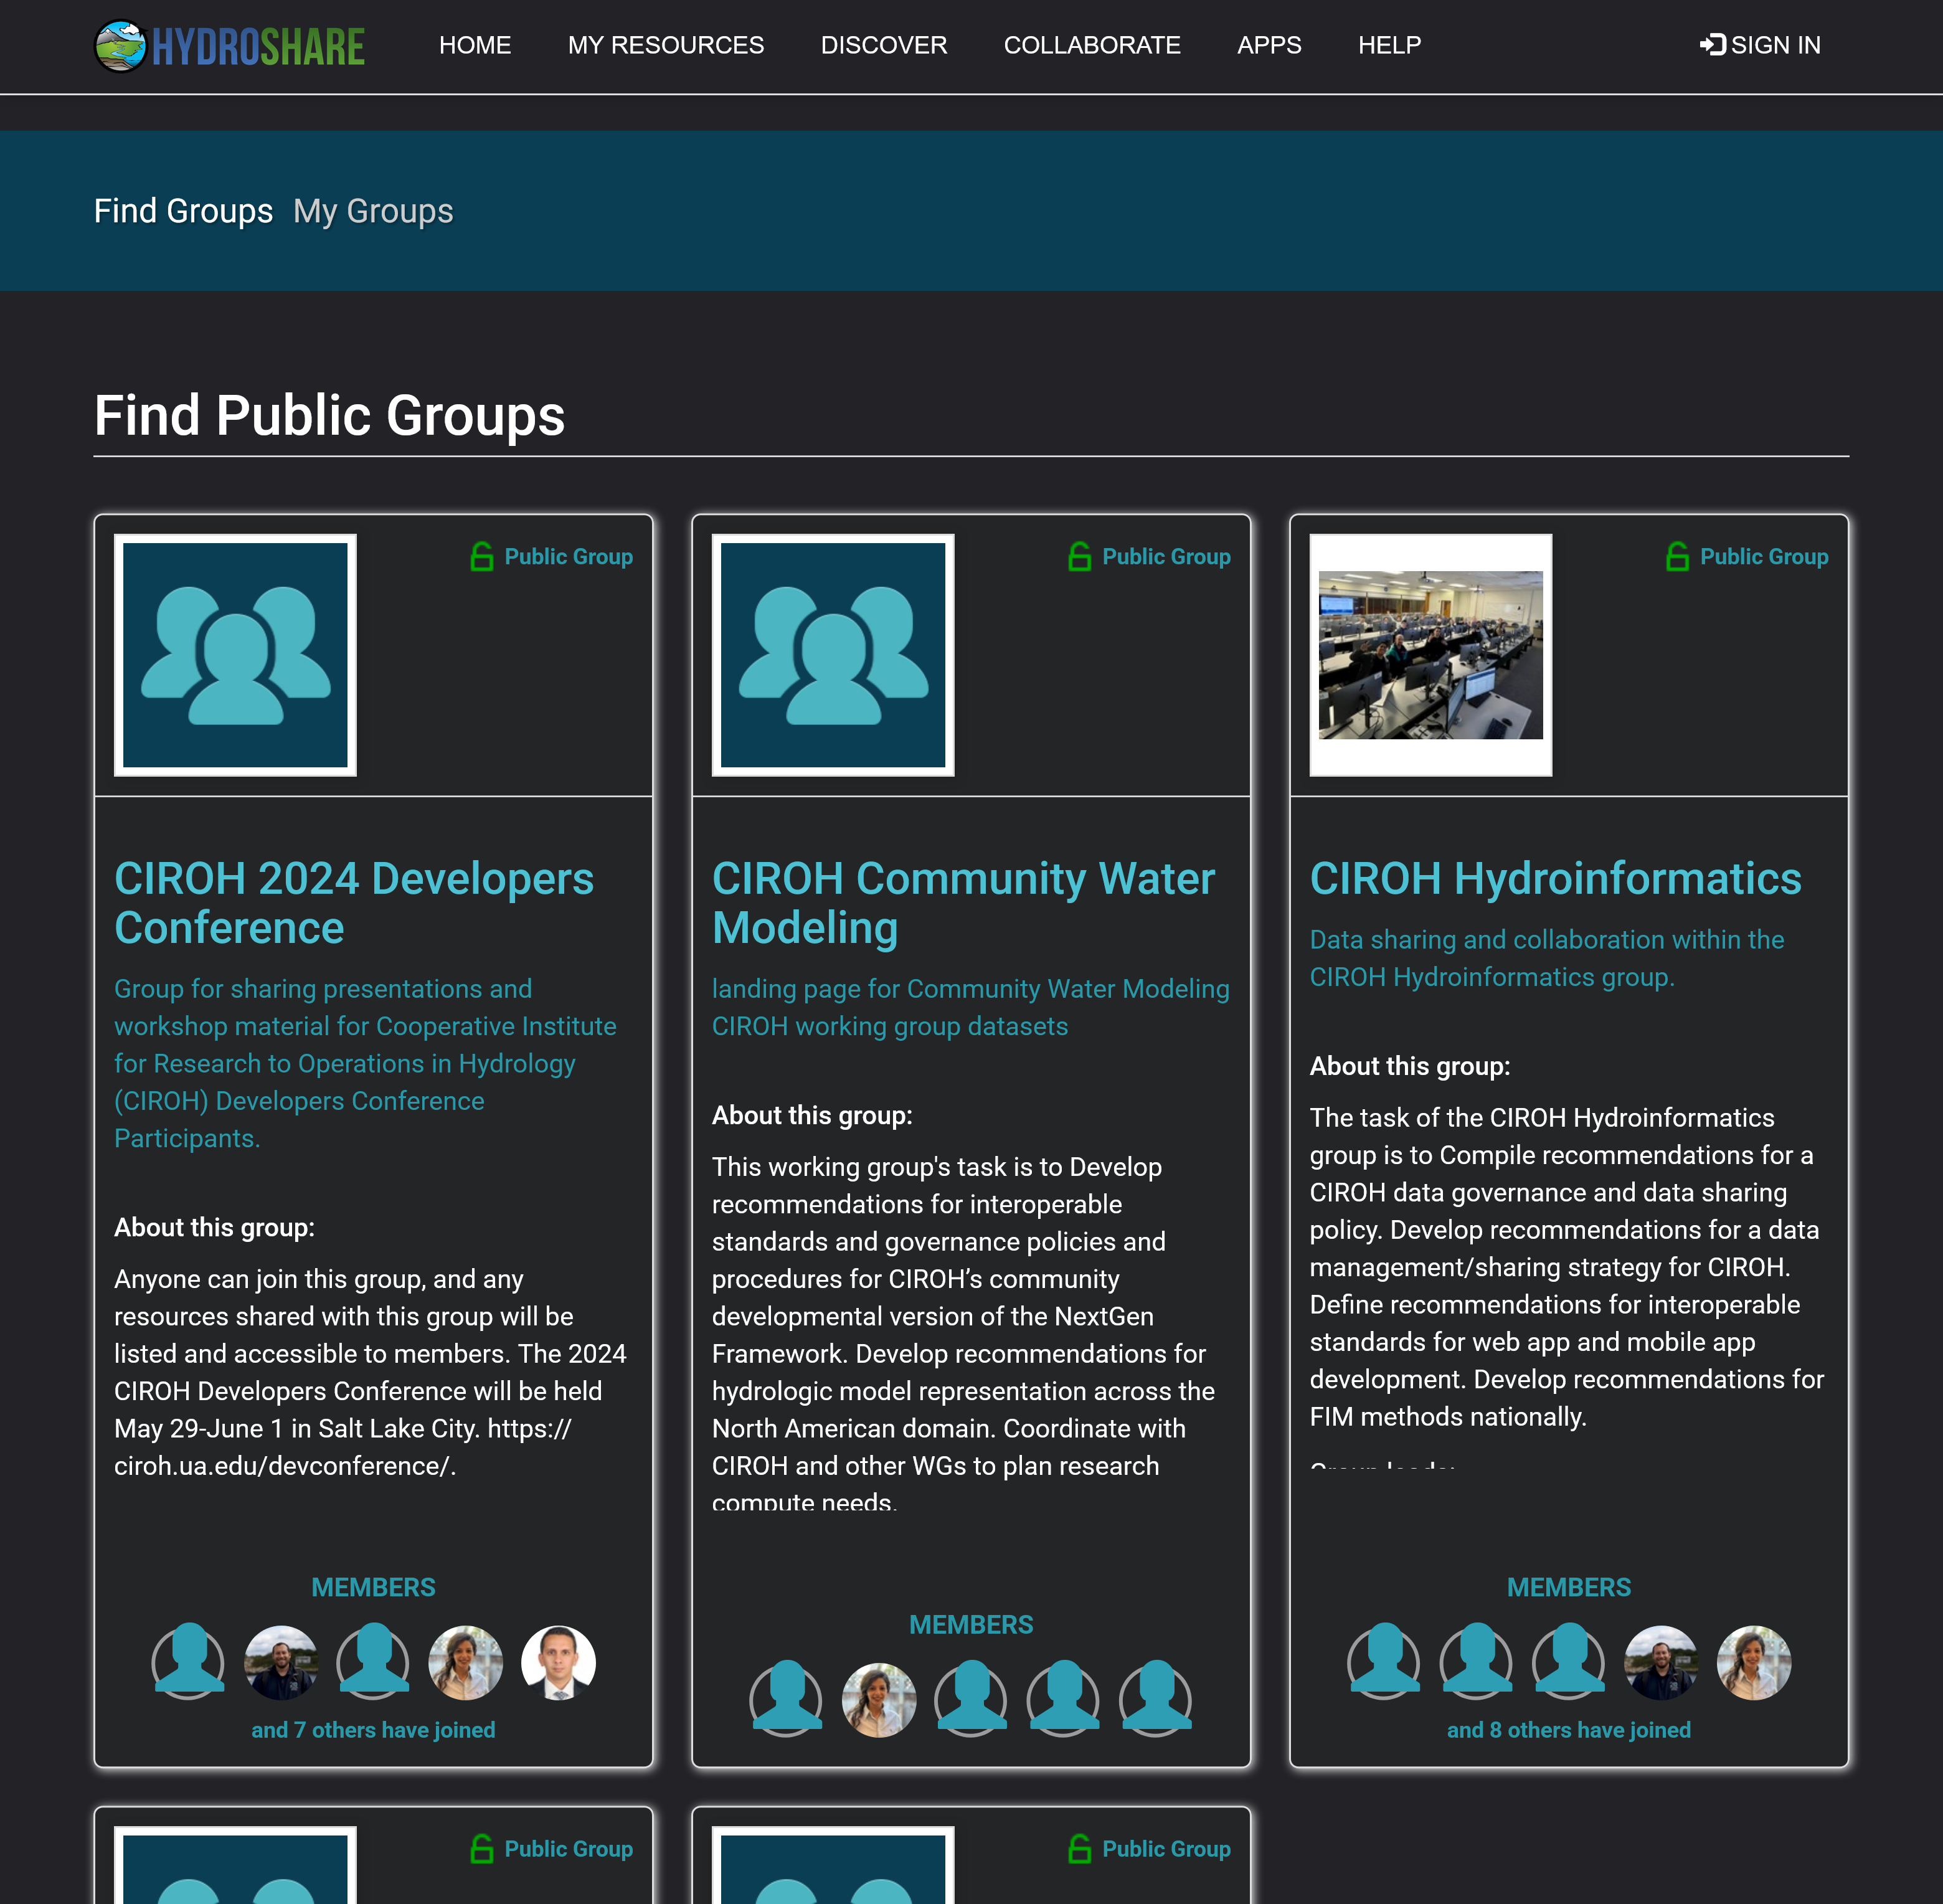 HYDROSHARE
HOME
MY RESOURCES
DISCOVER
COLLABORATE
APPS
HELP
SIGN IN
Find Groups
My Groups
Find Public Groups
Public Group
CIROH 2024 Developers
Conference
Group for sharing presentations and
workshop material for Cooperative Institute
for Research to Operations in Hydrology
(CIROH) Developers Conference
Participants.
About this group:
Anyone can join this group, and any
resources shared with this group will be
listed and accessible to members. The 2024
CIROH Developers Conference will be held
May 29-June 1 in Salt Lake City. https://
ciroh.ua.edu/devconference/.
MEMBERS
and 7 others have joined
Public Group
CIROH Community Water
Modeling
landing page for Community Water Modeling
CIROH working group datasets
About this group:
This working group's task is to Develop
recommendations for interoperable
standards and governance policies and
procedures for CIROH’s community
developmental version of the NextGen
Framework. Develop recommendations for
hydrologic model representation across the
North American domain. Coordinate with
CIROH and other WGs to plan research
compute needs.
MEMBERS
Public Group
CIROH Hydroinformatics
Data sharing and collaboration within the
CIROH Hydroinformatics group.
About this group:
The task of the CIROH Hydroinformatics
group is to Compile recommendations for a
CIROH data governance and data sharing
policy. Develop recommendations for a data
management/sharing strategy for CIROH.
Define recommendations for interoperable
standards for web app and mobile app
development. Develop recommendations for
FIM methods nationally.
MEMBERS
and 8 others have joined
Public Group
Public Group